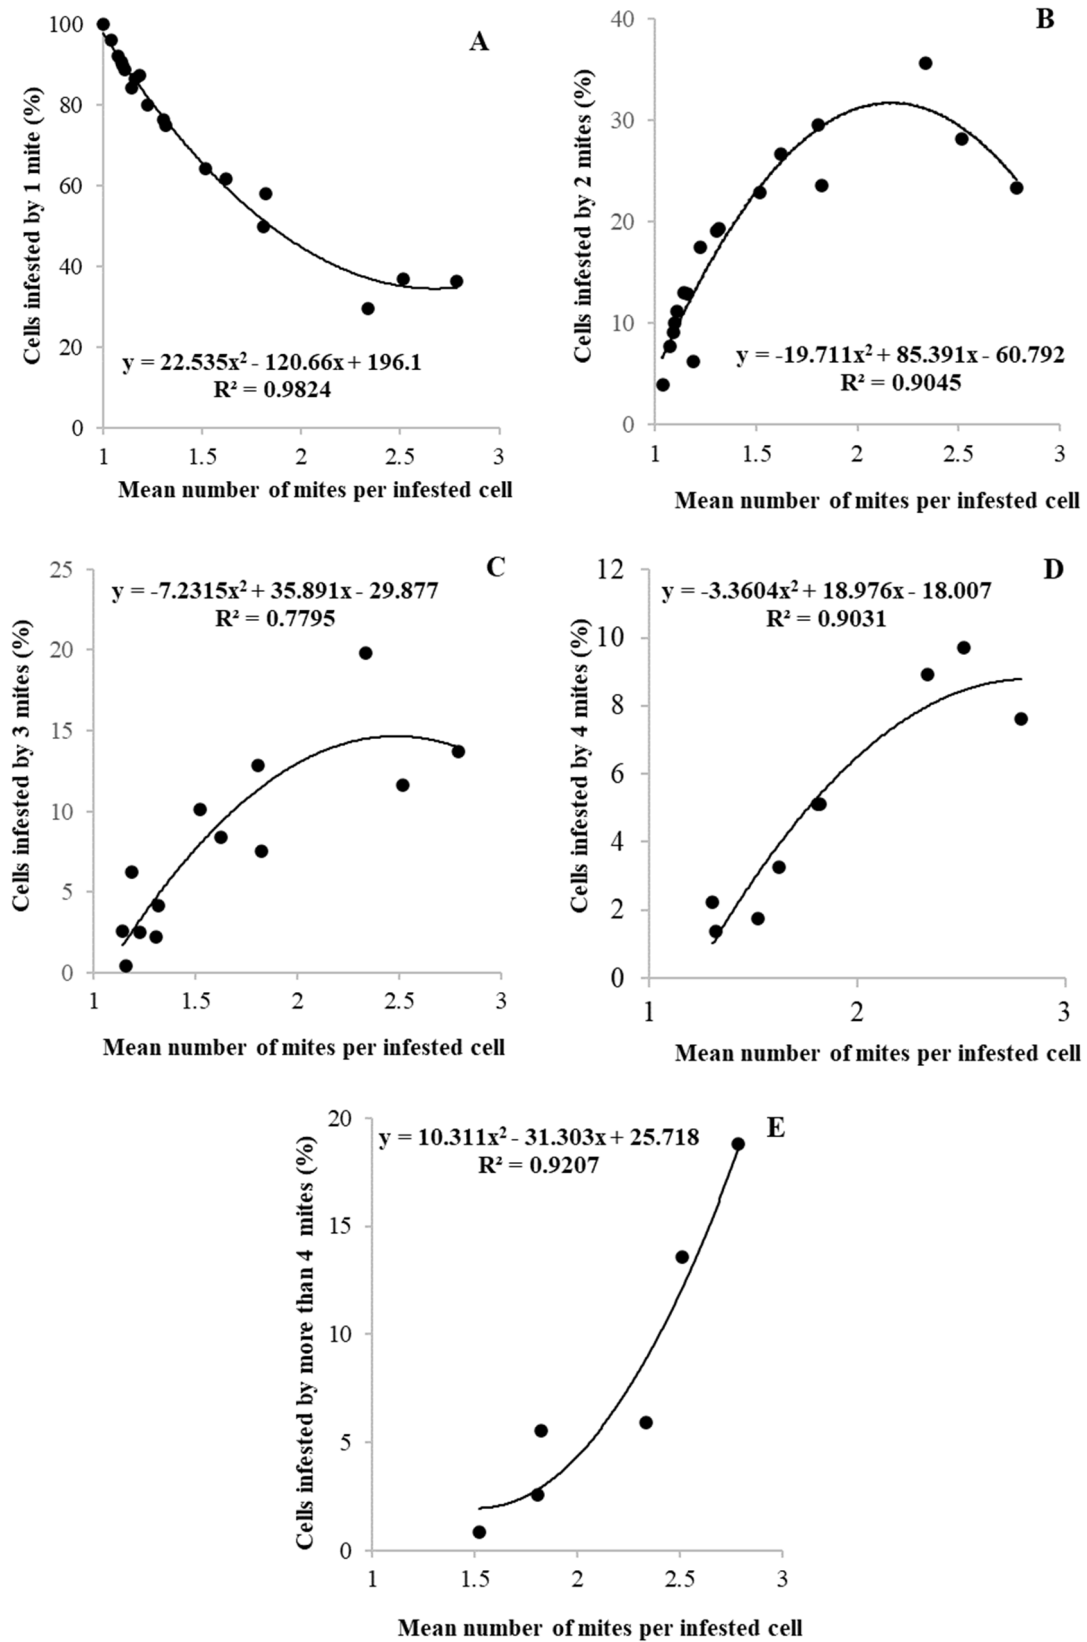 A
Cells infested by 1 mite (%)
100
80
60
40
20
0
y = 22.535x² - 120.66x + 196.1
R² = 0.9824
1 1.5 2 2.5 3
Mean number of mites per infested cell
B
Cells infested by 2 mites (%)
40
30
20
10
0
y = -19.711x² + 85.391x - 60.792
R² = 0.9045
1 1.5 2 2.5 3
Mean number of mites per infested cell
C
y = -7.2315x² + 35.891x - 29.877
R² = 0.7795
Cells infested by 3 mites (%)
25
20
15
10
5
0
1 1.5 2 2.5 3
Mean number of mites per infested cell
D
y = -3.3604x² + 18.976x - 18.007
R² = 0.9031
Cells infested by 4 mites (%)
12
10
8
6
4
2
0
1 2 3
Mean number of mites per infested cell
E
y = 10.311x² - 31.303x + 25.718
R² = 0.9207
Cells infested by more than 4 mites (%)
20
15
10
5
0
1 1.5 2 2.5 3
Mean number of mites per infested cell